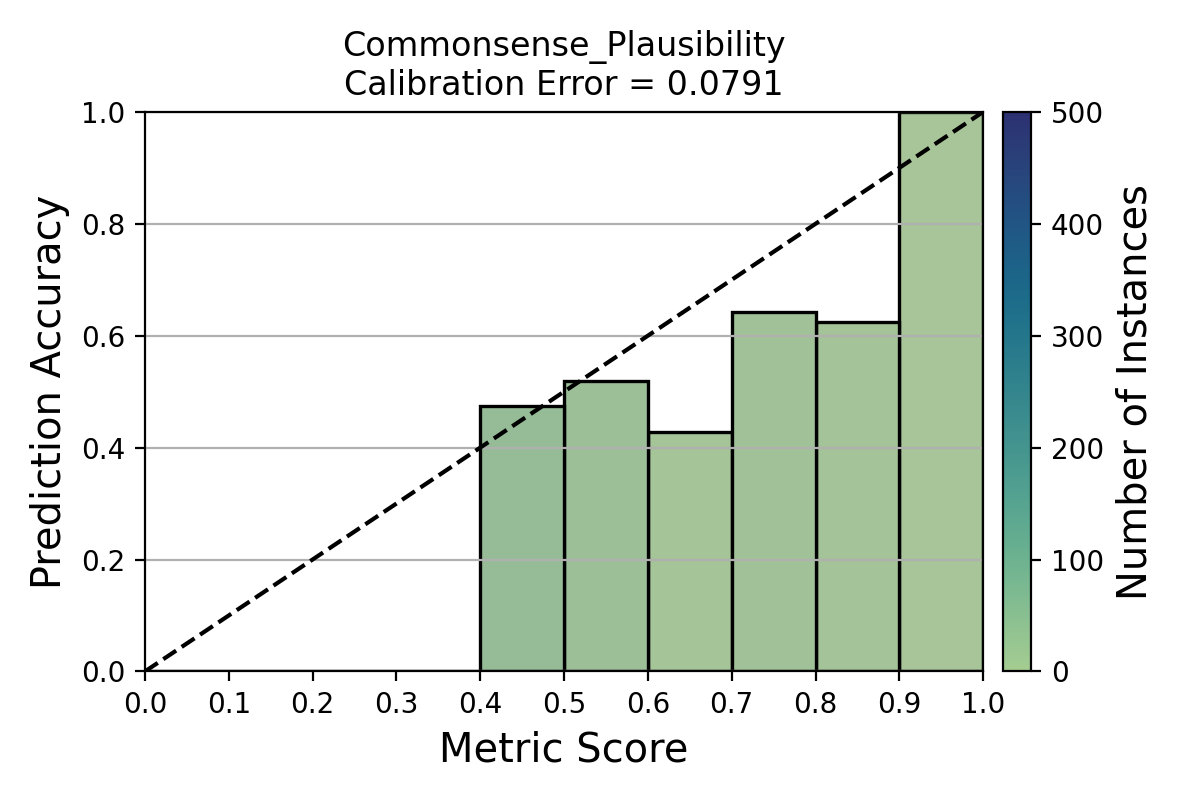 Commonsense_Plausibility
Calibration Error = 0.0791
Prediction Accuracy
1.0
0.8
0.6
0.4
0.2
0.0
0.0 0.1 0.2 0.3 0.4 0.5 0.6 0.7 0.8 0.9 1.0
Metric Score
500
400
300
200
100
0
Number of Instances